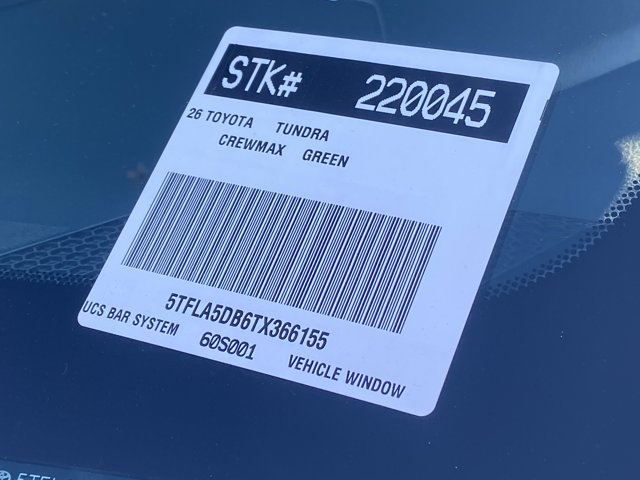 STK# 220045
26 TOYOTA TUNDRA
CREWMAX GREEN
5TFLA5DB6TX366155
UCS BAR SYSTEM 60S001 VEHICLE WINDOW